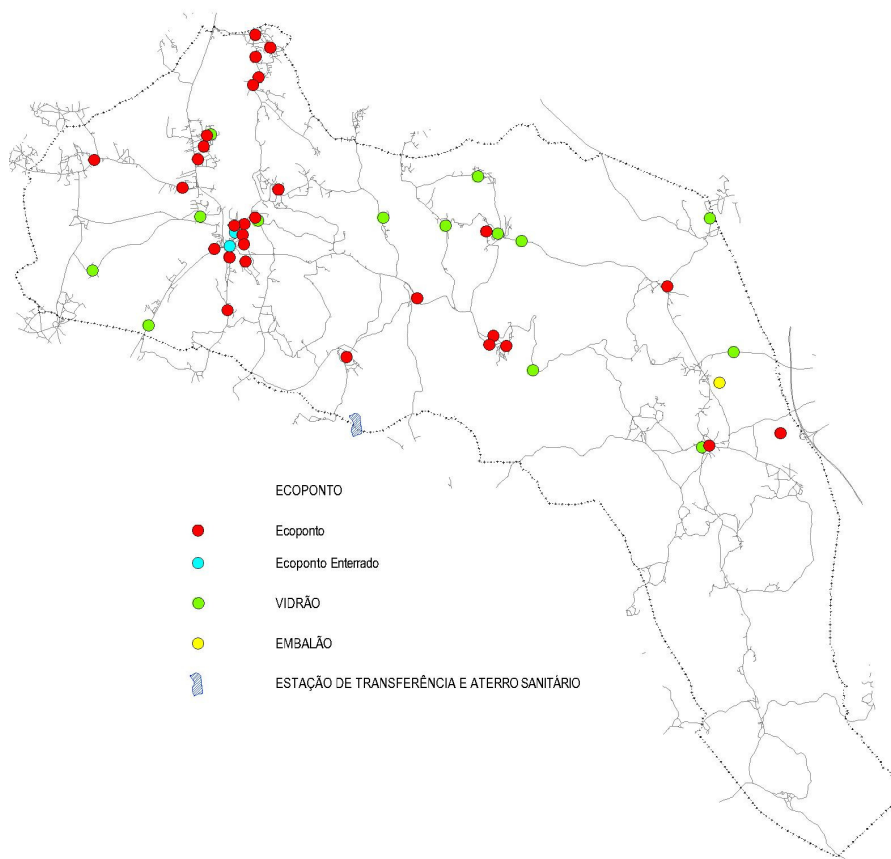 ECOPONTO
Ecoponto
Ecoponto Enterrado
VIDRÃO
EMBALÃO
ESTAÇÃO DE TRANSFERÊNCIA E ATERRO SANITÁRIO